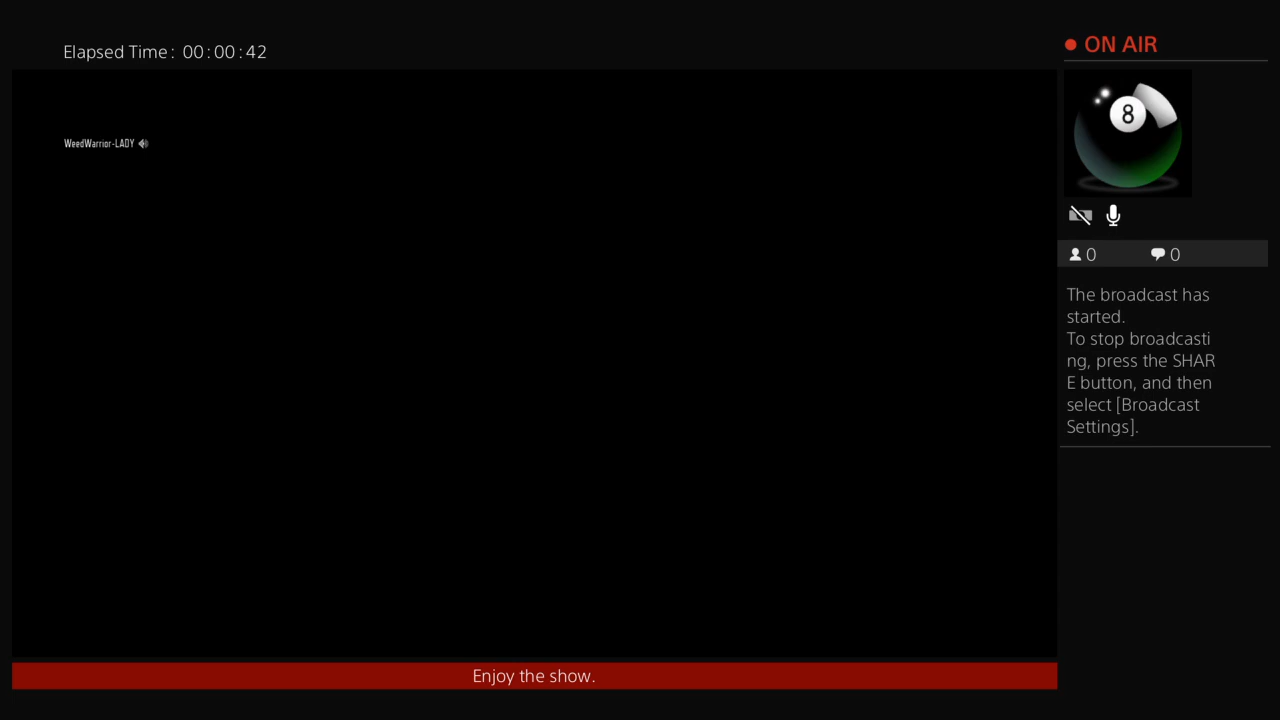 Elapsed Time: 00:00:42
ON AIR
WeedWarrior-LADY
8
0 0
The broadcast has
started.
To stop broadcasti
ng, press the SHAR
E button, and then
select [Broadcast
Settings].
Enjoy the show.